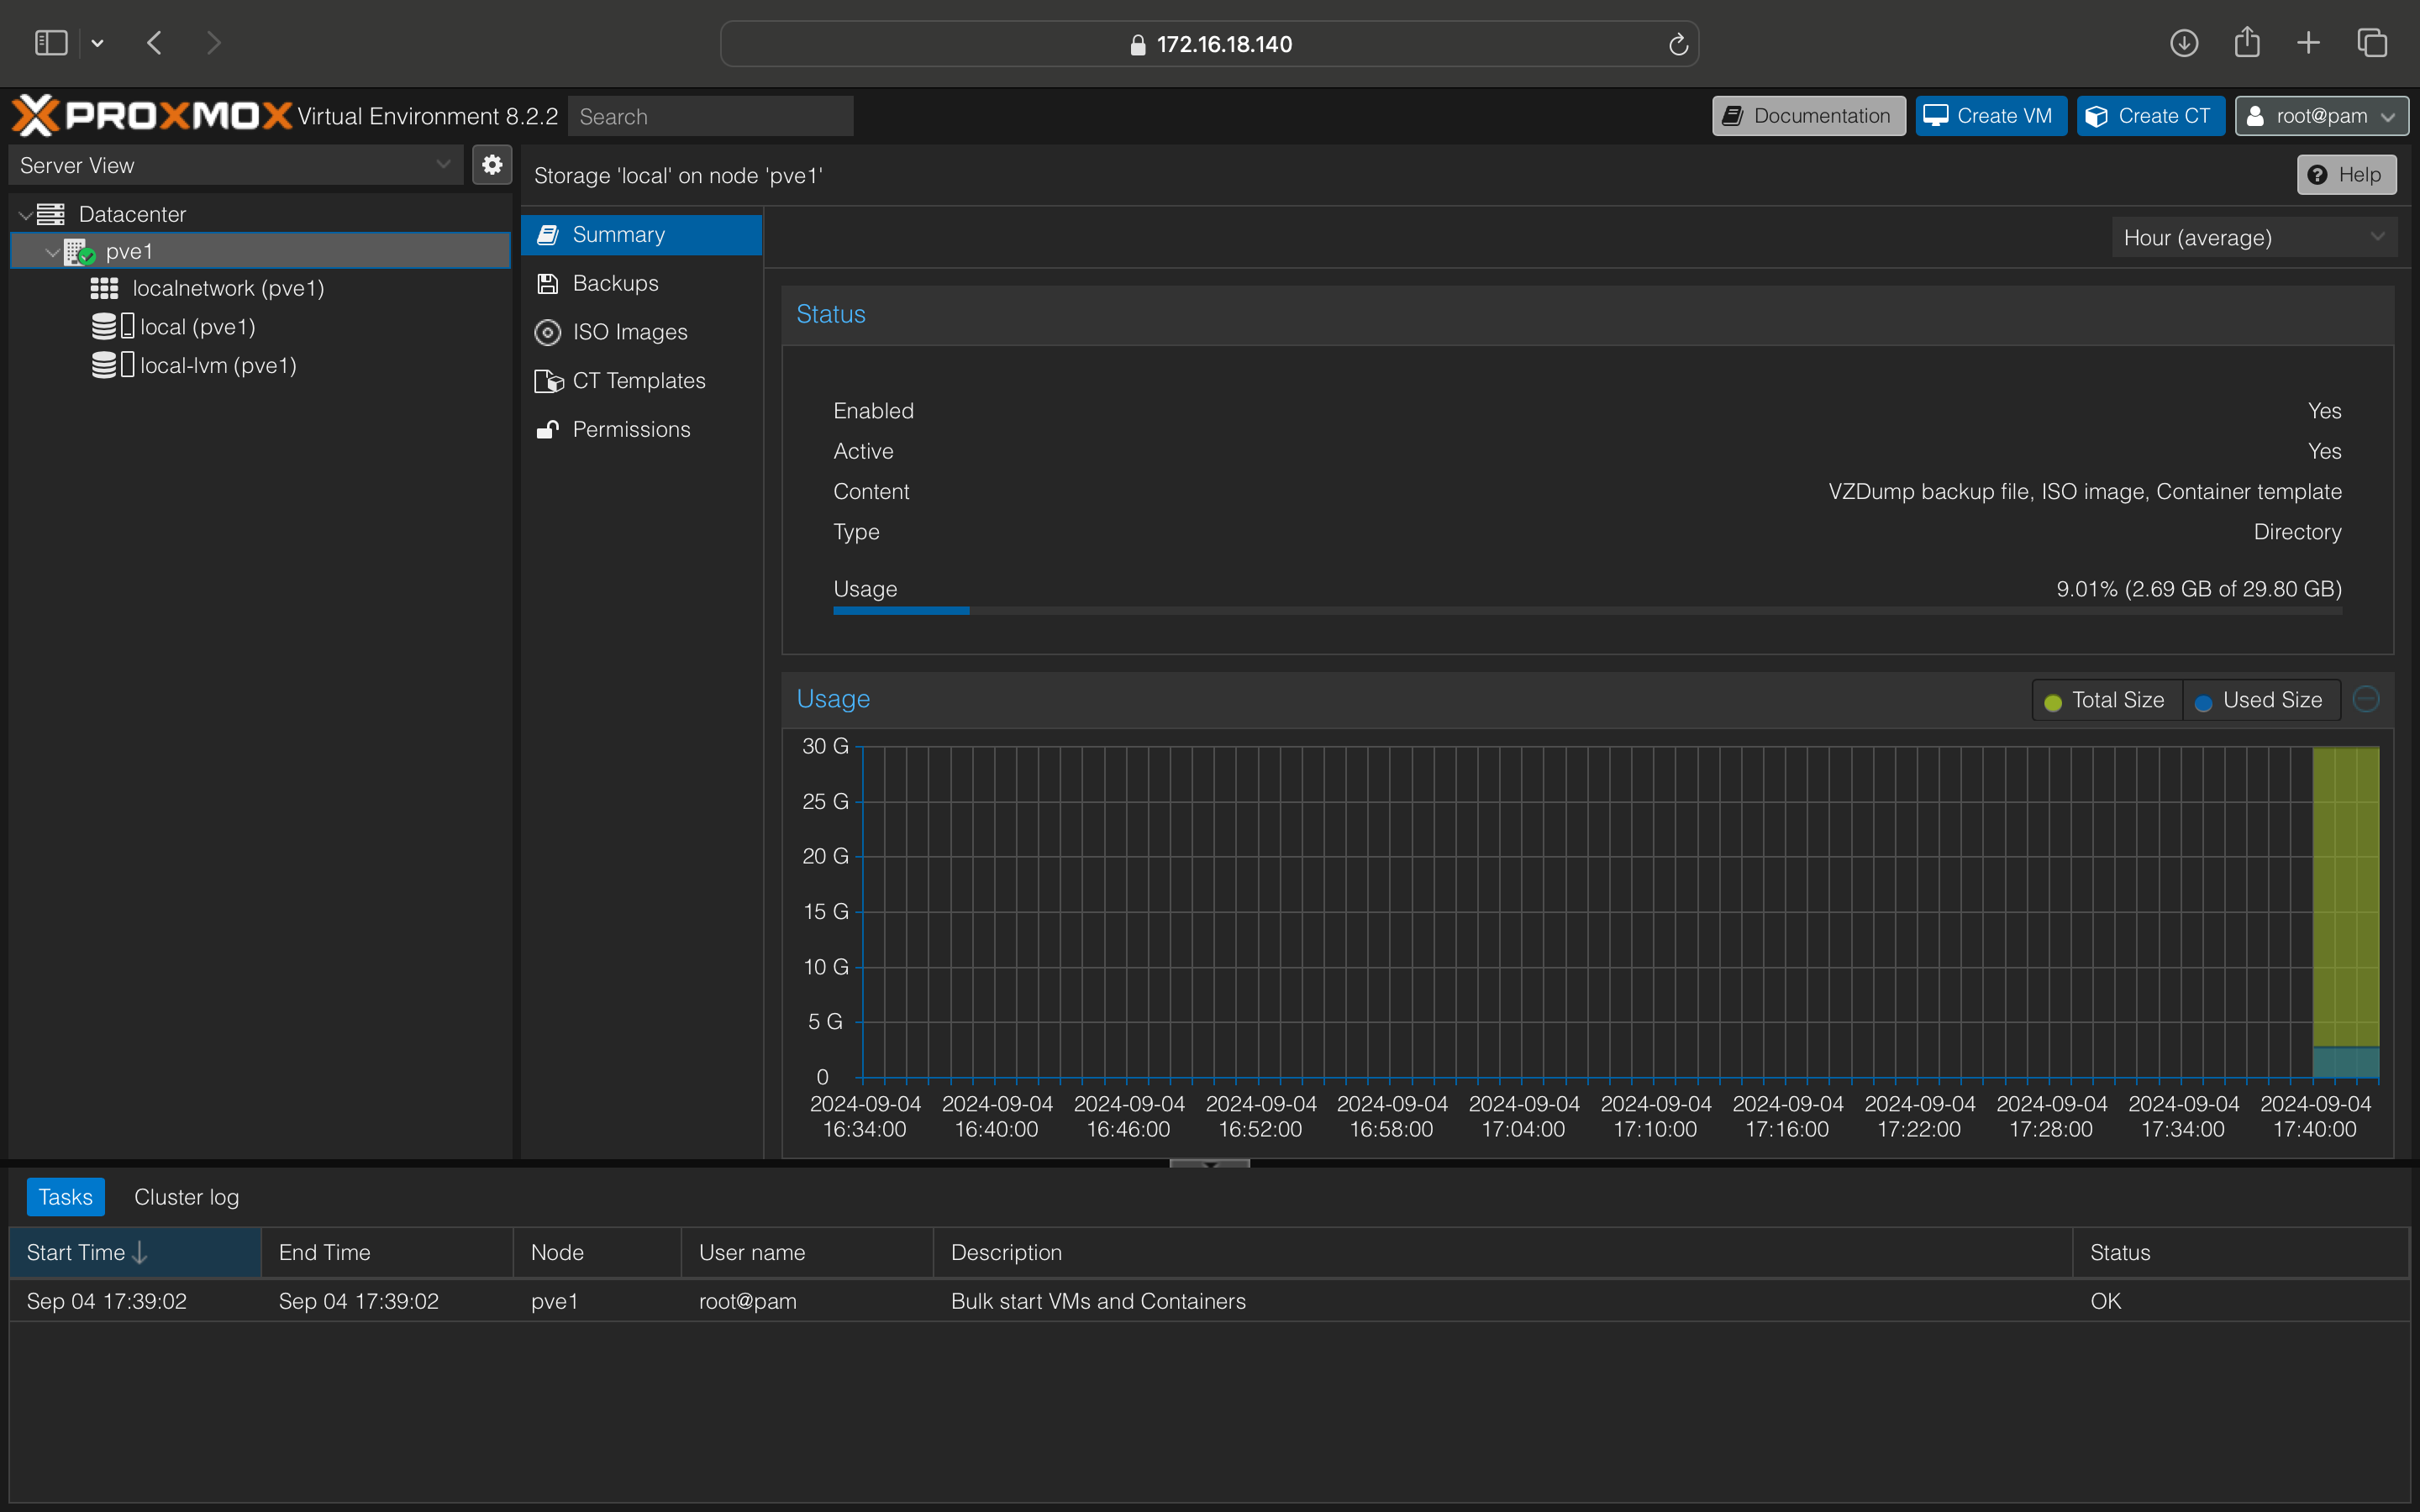 172.16.18.140
PROXMOX Virtual Environment 8.2.2 Search Documentation Create VM Create CT root@pam
Server View
Storage 'local' on node 'pve1' Help
Datacenter
pve1
localnetwork (pve1)
local (pve1)
local-lvm (pve1)
Summary
Backups
ISO Images
CT Templates
Permissions
Hour (average)
Status
Enabled Yes
Active Yes
Content VZDump backup file, ISO image, Container template
Type Directory
Usage 9.01% (2.69 GB of 29.80 GB)
Usage Total Size Used Size
30 G
25 G
20 G
15 G
10 G
5 G
0
2024-09-04 2024-09-04 2024-09-04 2024-09-04 2024-09-04 2024-09-04 2024-09-04 2024-09-04 2024-09-04 2024-09-04 2024-09-04 2024-09-04
16:34:00 16:40:00 16:46:00 16:52:00 16:58:00 17:04:00 17:10:00 17:16:00 17:22:00 17:28:00 17:34:00 17:40:00
Tasks Cluster log
Start Time End Time Node User name Description Status
Sep 04 17:39:02 Sep 04 17:39:02 pve1 root@pam Bulk start VMs and Containers OK